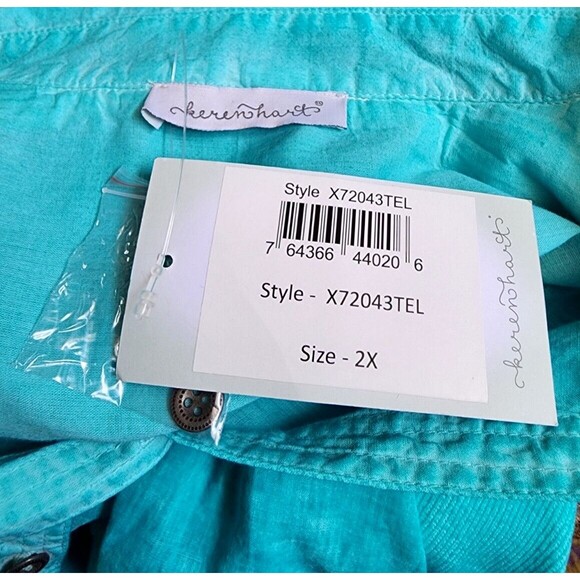 kerenhart
Style X72043TEL
7 64366 44020 6
Style - X72043TEL
Size - 2X
kerenhart